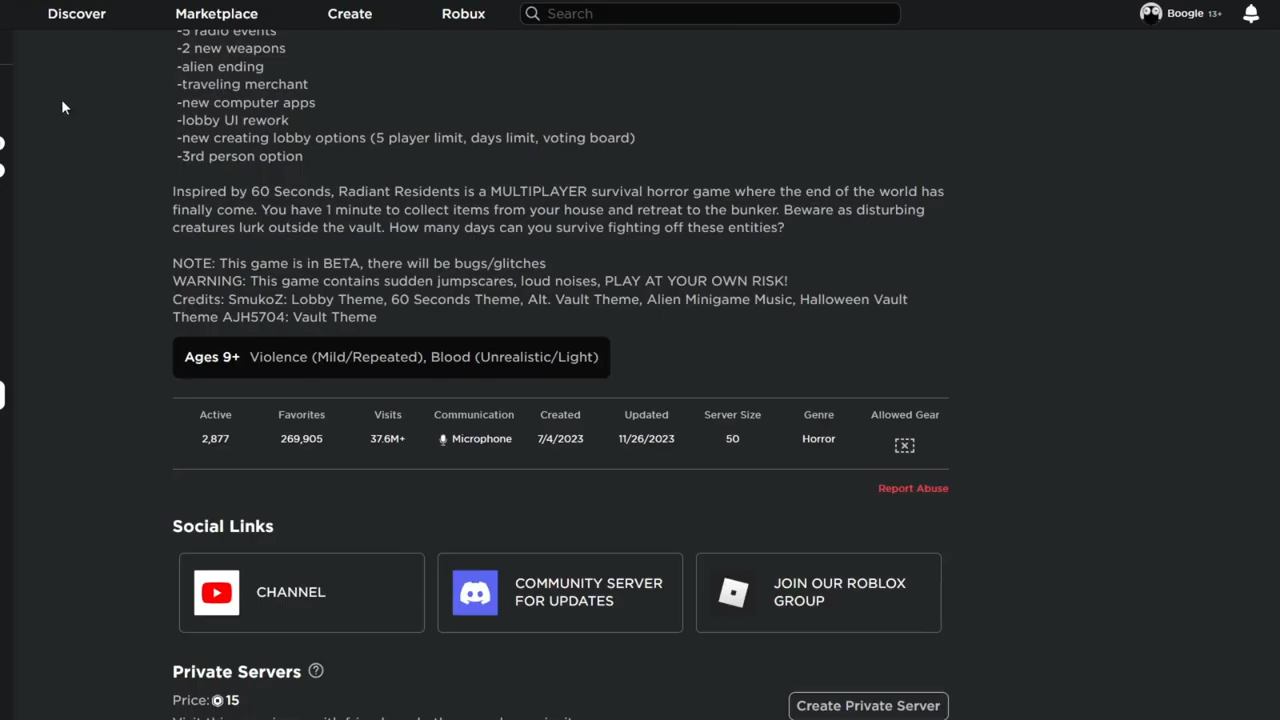 Discover Marketplace Create Robux Search Boogle 13+
-5 radio events
-2 new weapons
-alien ending
-traveling merchant
-new computer apps
-lobby UI rework
-new creating lobby options (5 player limit, days limit, voting board)
-3rd person option
Inspired by 60 Seconds, Radiant Residents is a MULTIPLAYER survival horror game where the end of the world has
finally come. You have 1 minute to collect items from your house and retreat to the bunker. Beware as disturbing
creatures lurk outside the vault. How many days can you survive fighting off these entities?
NOTE: This game is in BETA, there will be bugs/glitches
WARNING: This game contains sudden jumpscares, loud noises, PLAY AT YOUR OWN RISK!
Credits: SmukoZ: Lobby Theme, 60 Seconds Theme, Alt. Vault Theme, Alien Minigame Music, Halloween Vault
Theme AJH5704: Vault Theme
Ages 9+ Violence (Mild/Repeated), Blood (Unrealistic/Light)
Active Favorites Visits Communication Created Updated Server Size Genre Allowed Gear
2,877 269,905 37.6M+ Microphone 7/4/2023 11/26/2023 50 Horror
Report Abuse
Social Links
CHANNEL
COMMUNITY SERVER
FOR UPDATES
JOIN OUR ROBLOX
GROUP
Private Servers ?
Price: 15
Create Private Server